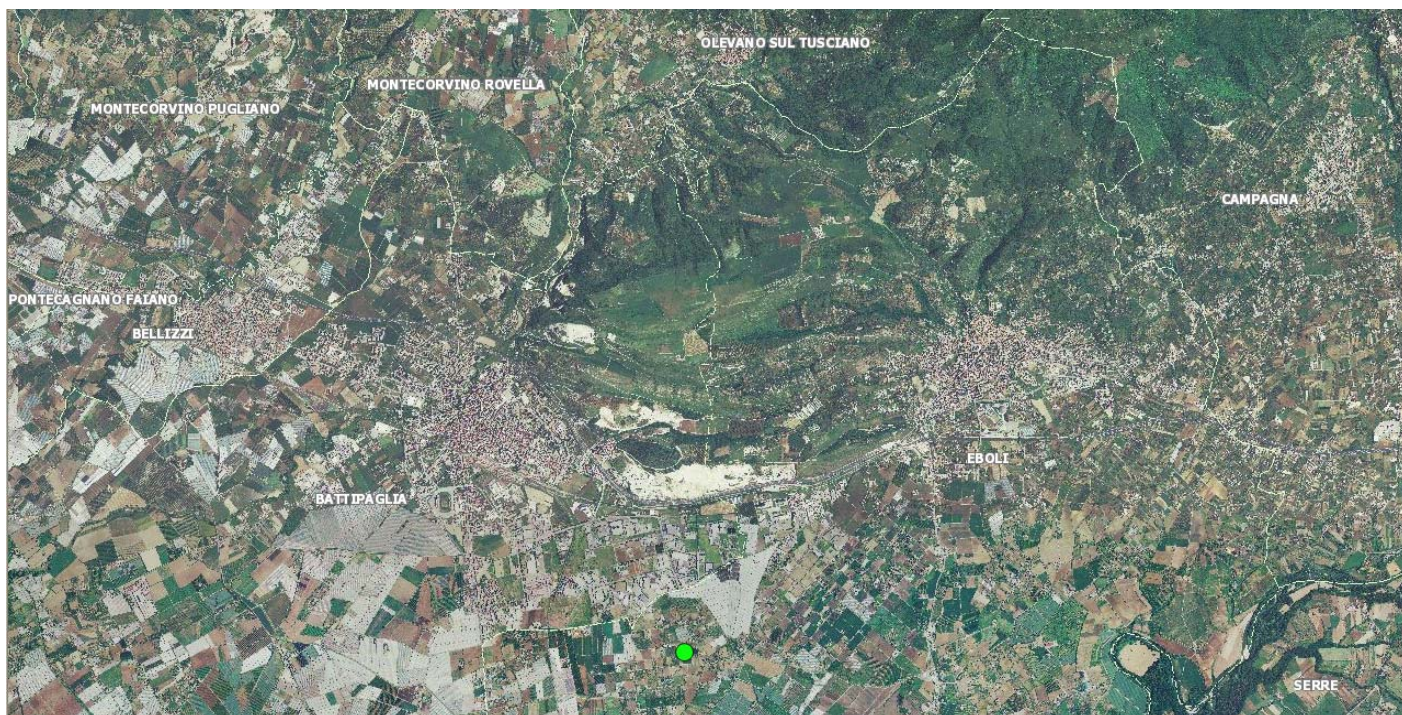 OLEVANO SUL TUSCIANO
MONTECORVINO ROVELLA
MONTECORVINO PUGLIANO
CAMPAGNA
PONTECAGNANO FAIANO
BELLIZZI
EBOLI
BATTIPAGLIA
SERRE